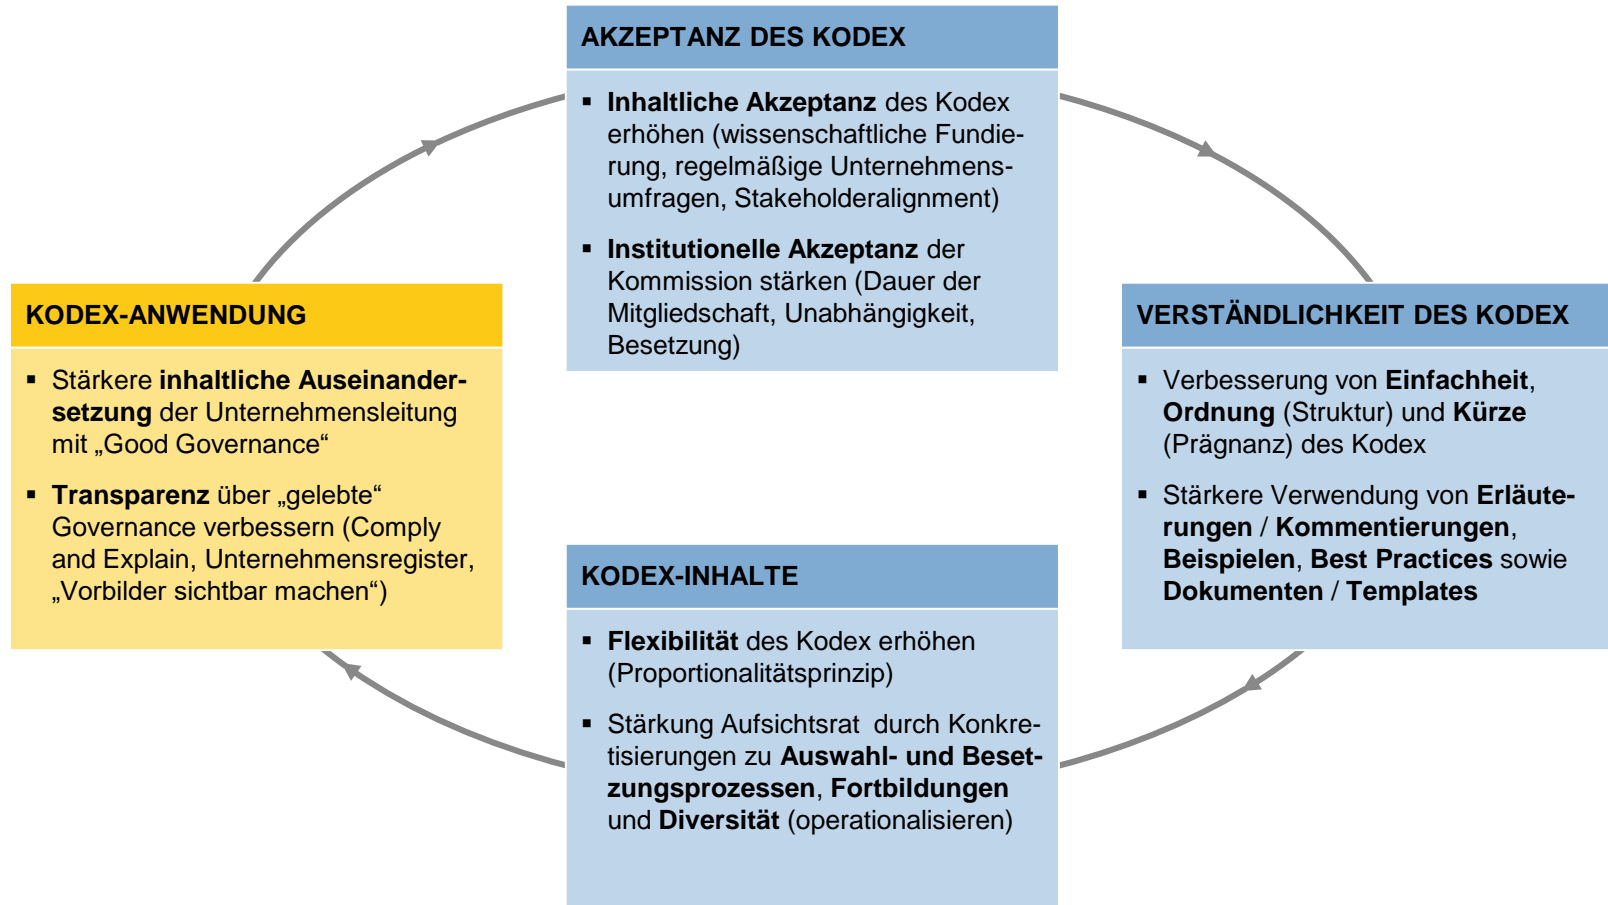 AKZEPTANZ DES KODEX
▪ Inhaltliche Akzeptanz des Kodex
erhöhen (wissenschaftliche Fundie-
rung, regelmäßige Unternehmens-
umfragen, Stakeholderalignment)
▪ Institutionelle Akzeptanz der
Kommission stärken (Dauer der
Mitgliedschaft, Unabhängigkeit,
Besetzung)
VERSTÄNDLICHKEIT DES KODEX
▪ Verbesserung von Einfachheit,
Ordnung (Struktur) und Kürze
(Prägnanz) des Kodex
▪ Stärkere Verwendung von Erläute-
rungen / Kommentierungen,
Beispielen, Best Practices sowie
Dokumenten / Templates
KODEX-INHALTE
▪ Flexibilität des Kodex erhöhen
(Proportionalitätsprinzip)
▪ Stärkung Aufsichtsrat durch Konkre-
tisierungen zu Auswahl- und Beset-
zungsprozessen, Fortbildungen
und Diversität (operationalisieren)
KODEX-ANWENDUNG
▪ Stärkere inhaltliche Auseinander-
setzung der Unternehmensleitung
mit „Good Governance“
▪ Transparenz über „gelebte“
Governance verbessern (Comply
and Explain, Unternehmensregister,
„Vorbilder sichtbar machen“)